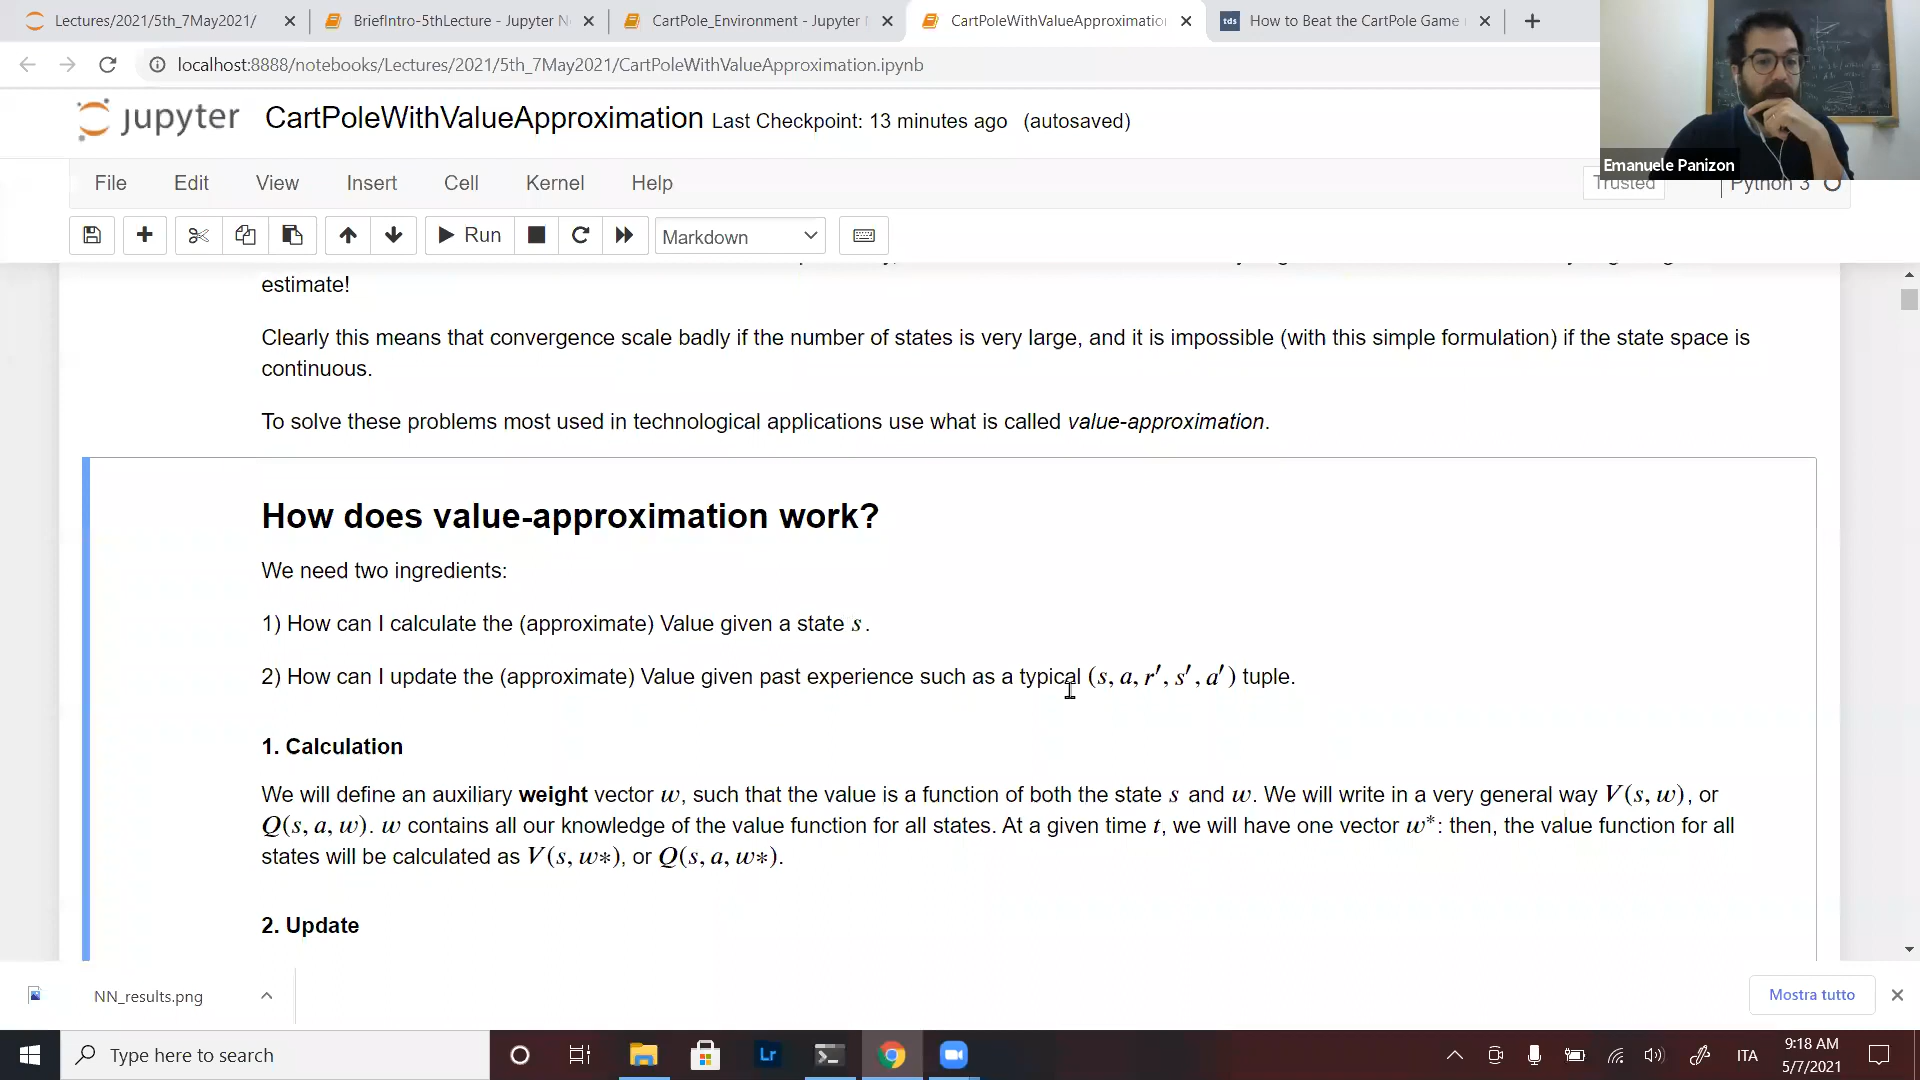 Lectures/2021/5th_7May2021/
BriefIntro-5thLecture - Jupyter N
CartPole_Environment - Jupyter
CartPoleWithValueApproximatio
tds How to Beat the CartPole Game
localhost:8888/notebooks/Lectures/2021/5th_7May2021/CartPoleWithValueApproximation.ipynb
jupyter CartPoleWithValueApproximation Last Checkpoint: 13 minutes ago (autosaved)
Emanuele Panizon
File Edit View Insert Cell Kernel Help Trusted Python 3
Run Markdown
estimate!
Clearly this means that convergence scale badly if the number of states is very large, and it is impossible (with this simple formulation) if the state space is
continuous.
To solve these problems most used in technological applications use what is called value-approximation.
How does value-approximation work?
We need two ingredients:
1) How can I calculate the (approximate) Value given a state s.
2) How can I update the (approximate) Value given past experience such as a typical (s, a, r′, s′, a′) tuple.
1. Calculation
We will define an auxiliary weight vector w, such that the value is a function of both the state s and w. We will write in a very general way V(s, w), or
Q(s, a, w). w contains all our knowledge of the value function for all states. At a given time t, we will have one vector w*: then, the value function for all
states will be calculated as V(s, w*), or Q(s, a, w*).
2. Update
NN_results.png
Mostra tutto
Type here to search
Lr
ITA
9:18 AM
5/7/2021